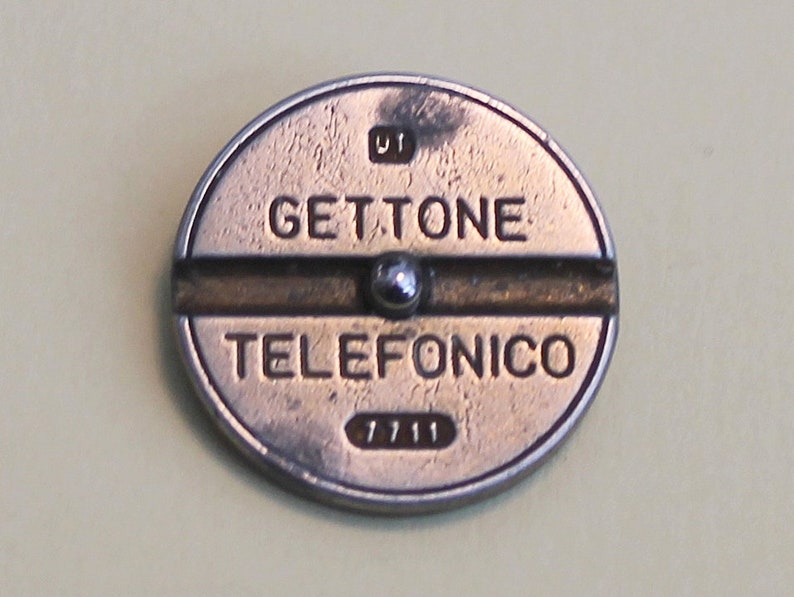 UT
GETTONE
TELEFONICO
7711